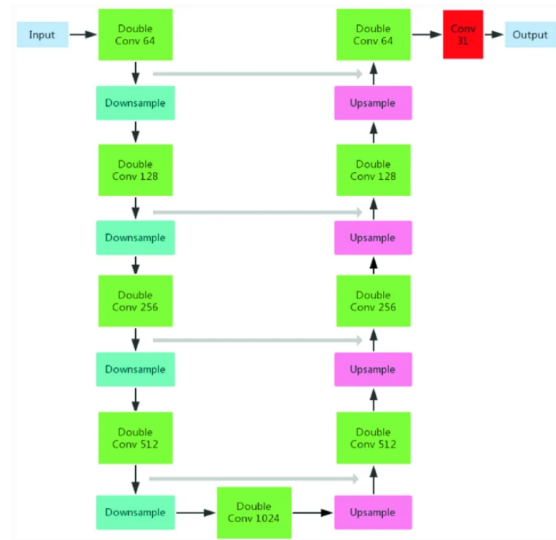 Input
Double
Conv 64
Downsample
Double
Conv 128
Downsample
Double
Conv 256
Downsample
Double
Conv 512
Downsample
Double
Conv 1024
Upsample
Double
Conv 512
Upsample
Double
Conv 256
Upsample
Double
Conv 128
Upsample
Double
Conv 64
Conv
31
Output